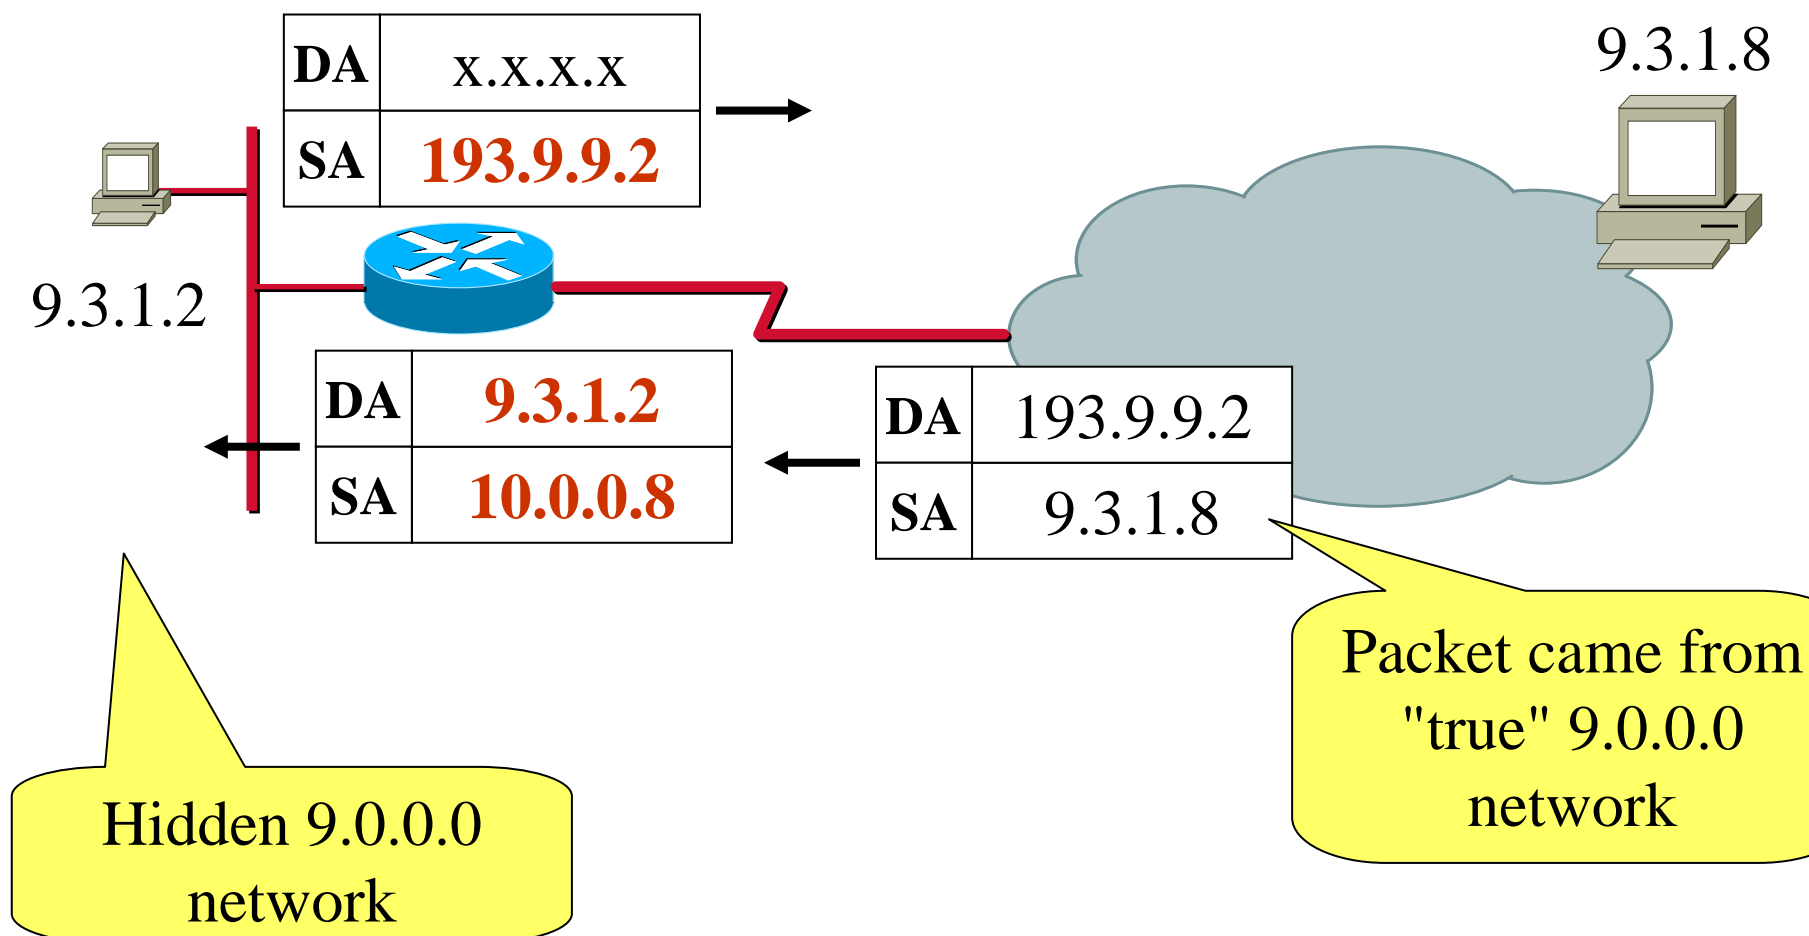 DA x.x.x.x
SA 193.9.9.2
9.3.1.8
9.3.1.2
DA 9.3.1.2
SA 10.0.0.8
DA 193.9.9.2
SA 9.3.1.8
Packet came from
"true" 9.0.0.0
network
Hidden 9.0.0.0
network